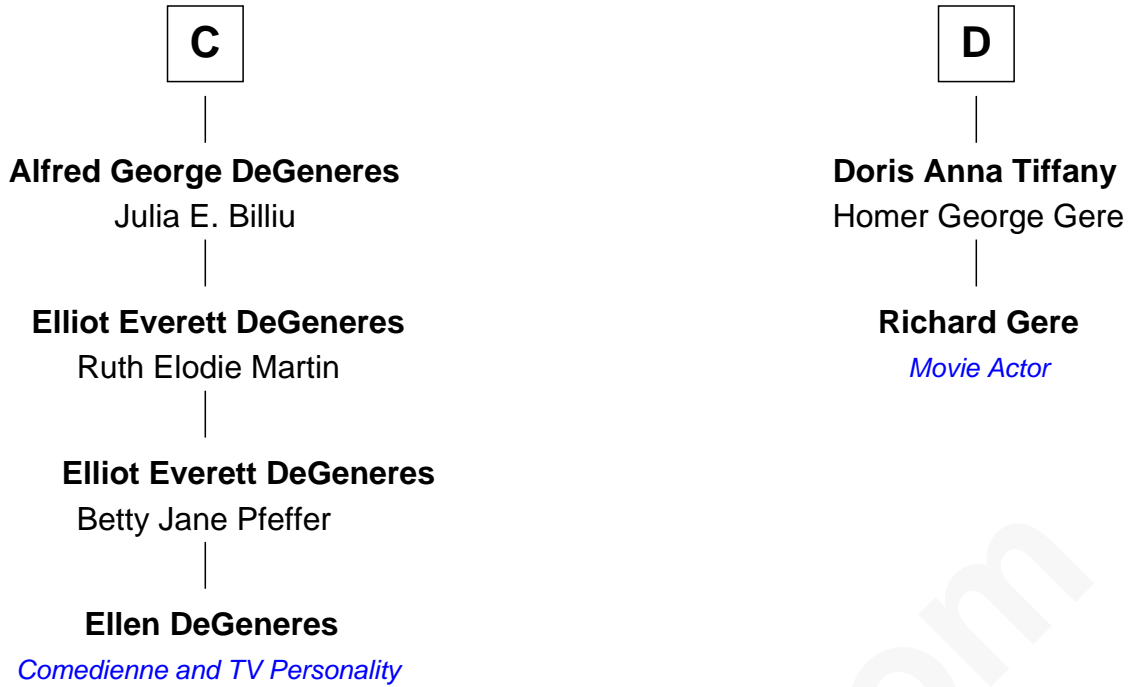 C
Alfred George DeGeneres
Julia E. Billiu
Elliot Everett DeGeneres
Ruth Elodie Martin
Elliot Everett DeGeneres
Betty Jane Pfeffer
Ellen DeGeneres
Comedienne and TV Personality
D
Doris Anna Tiffany
Homer George Gere
Richard Gere
Movie Actor
om